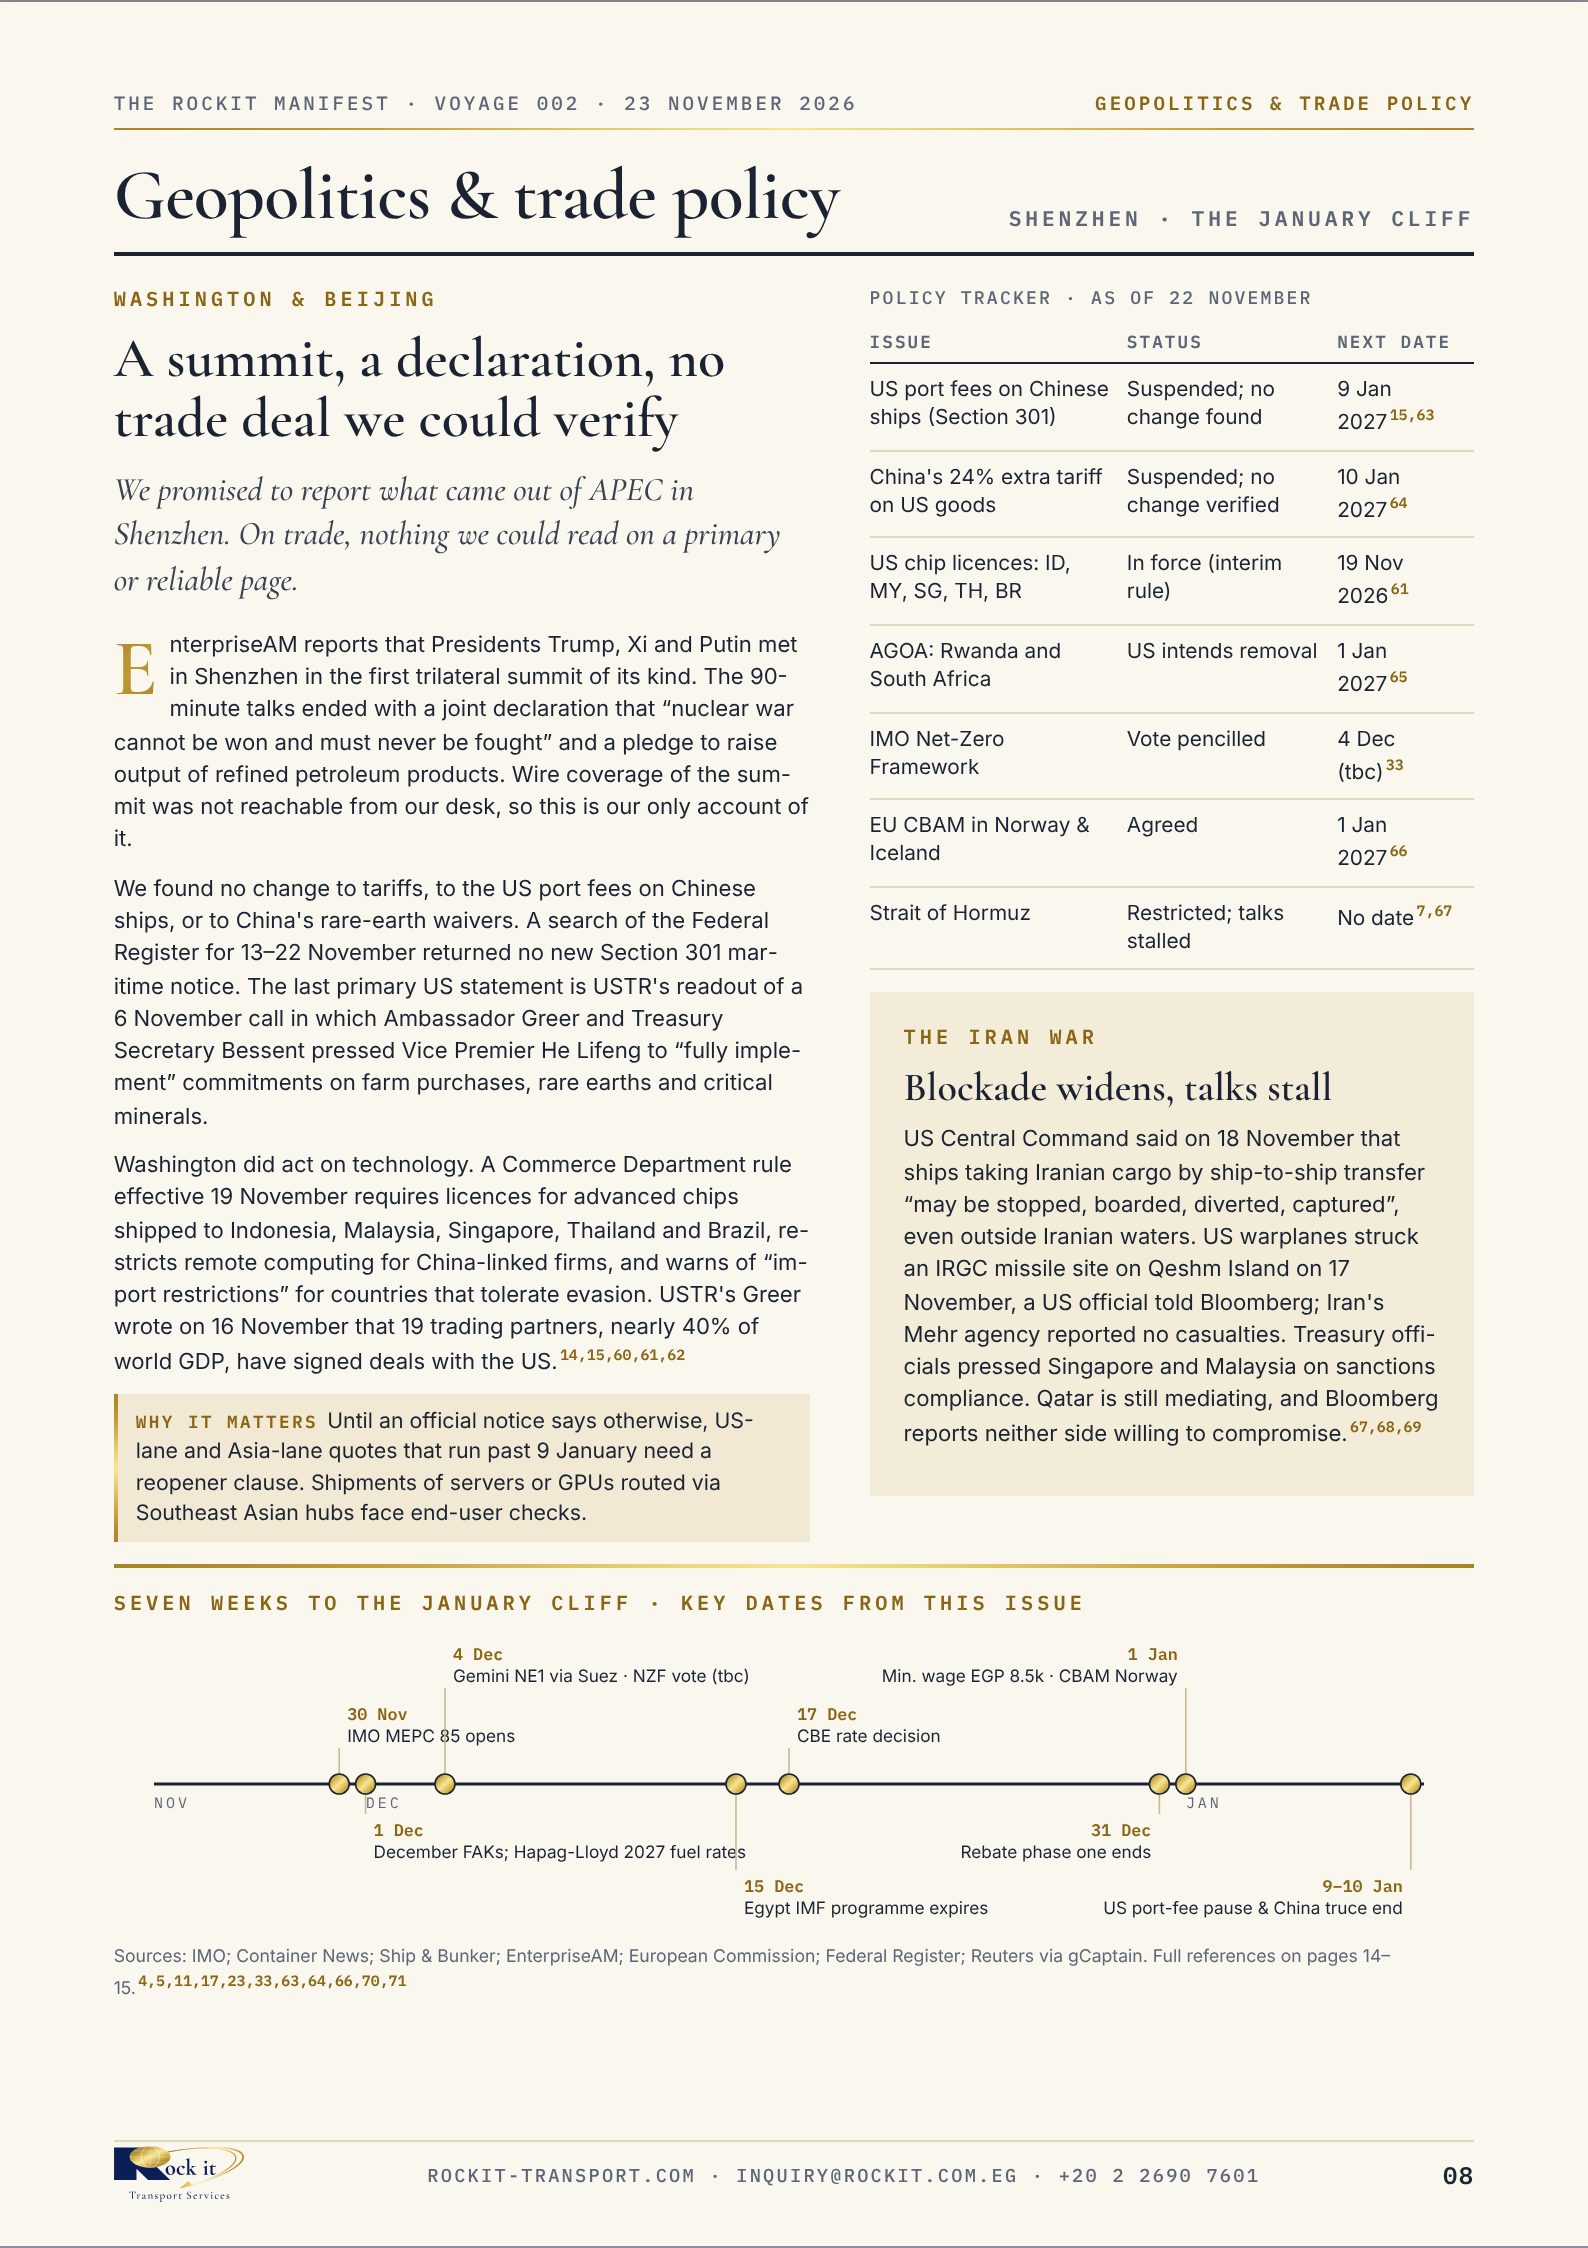 THE ROCKIT MANIFEST · VOYAGE 002 · 23 NOVEMBER 2026
GEOPOLITICS & TRADE POLICY
Geopolitics & trade policy
SHENZHEN · THE JANUARY CLIFF
WASHINGTON & BEIJING
A summit, a declaration, no
trade deal we could verify
We promised to report what came out of APEC in
Shenzhen. On trade, nothing we could read on a primary
or reliable page.
EnterpriseAM reports that Presidents Trump, Xi and Putin met
in Shenzhen in the first trilateral summit of its kind. The 90-
minute talks ended with a joint declaration that “nuclear war
cannot be won and must never be fought” and a pledge to raise
output of refined petroleum products. Wire coverage of the sum-
mit was not reachable from our desk, so this is our only account of
it.
We found no change to tariffs, to the US port fees on Chinese
ships, or to China's rare-earth waivers. A search of the Federal
Register for 13–22 November returned no new Section 301 mar-
itime notice. The last primary US statement is USTR's readout of a
6 November call in which Ambassador Greer and Treasury
Secretary Bessent pressed Vice Premier He Lifeng to “fully imple-
ment” commitments on farm purchases, rare earths and critical
minerals.
Washington did act on technology. A Commerce Department rule
effective 19 November requires licences for advanced chips
shipped to Indonesia, Malaysia, Singapore, Thailand and Brazil, re-
stricts remote computing for China-linked firms, and warns of “im-
port restrictions” for countries that tolerate evasion. USTR's Greer
wrote on 16 November that 19 trading partners, nearly 40% of
world GDP, have signed deals with the US.14,15,60,61,62
WHY IT MATTERS Until an official notice says otherwise, US-
lane and Asia-lane quotes that run past 9 January need a
reopener clause. Shipments of servers or GPUs routed via
Southeast Asian hubs face end-user checks.
POLICY TRACKER · AS OF 22 NOVEMBER
ISSUE STATUS NEXT DATE
US port fees on Chinese Suspended; no 9 Jan
ships (Section 301) change found 2027 15,63
China's 24% extra tariff Suspended; no 10 Jan
on US goods change verified 2027 64
US chip licences: ID, In force (interim 19 Nov
MY, SG, TH, BR rule) 2026 61
AGOA: Rwanda and US intends removal 1 Jan
South Africa 2027 65
IMO Net-Zero Vote pencilled 4 Dec
Framework (tbc) 33
EU CBAM in Norway & Agreed 1 Jan
Iceland 2027 66
Strait of Hormuz Restricted; talks No date 7,67
stalled
THE IRAN WAR
Blockade widens, talks stall
US Central Command said on 18 November that
ships taking Iranian cargo by ship-to-ship transfer
“may be stopped, boarded, diverted, captured”,
even outside Iranian waters. US warplanes struck
an IRGC missile site on Qeshm Island on 17
November, a US official told Bloomberg; Iran's
Mehr agency reported no casualties. Treasury offi-
cials pressed Singapore and Malaysia on sanctions
compliance. Qatar is still mediating, and Bloomberg
reports neither side willing to compromise.67,68,69
SEVEN WEEKS TO THE JANUARY CLIFF · KEY DATES FROM THIS ISSUE
4 Dec
Gemini NE1 via Suez · NZF vote (tbc)
1 Jan
Min. wage EGP 8.5k · CBAM Norway
30 Nov
IMO MEPC 85 opens
17 Dec
CBE rate decision
NOV DEC JAN
1 Dec
December FAKs; Hapag-Lloyd 2027 fuel rates
31 Dec
Rebate phase one ends
15 Dec
Egypt IMF programme expires
9–10 Jan
US port-fee pause & China truce end
Sources: IMO; Container News; Ship & Bunker; EnterpriseAM; European Commission; Federal Register; Reuters via gCaptain. Full references on pages 14–
15.4,5,11,17,23,33,63,64,66,70,71
Rock it
Transport Services
ROCKIT-TRANSPORT.COM · INQUIRY@ROCKIT.COM.EG · +20 2 2690 7601
08